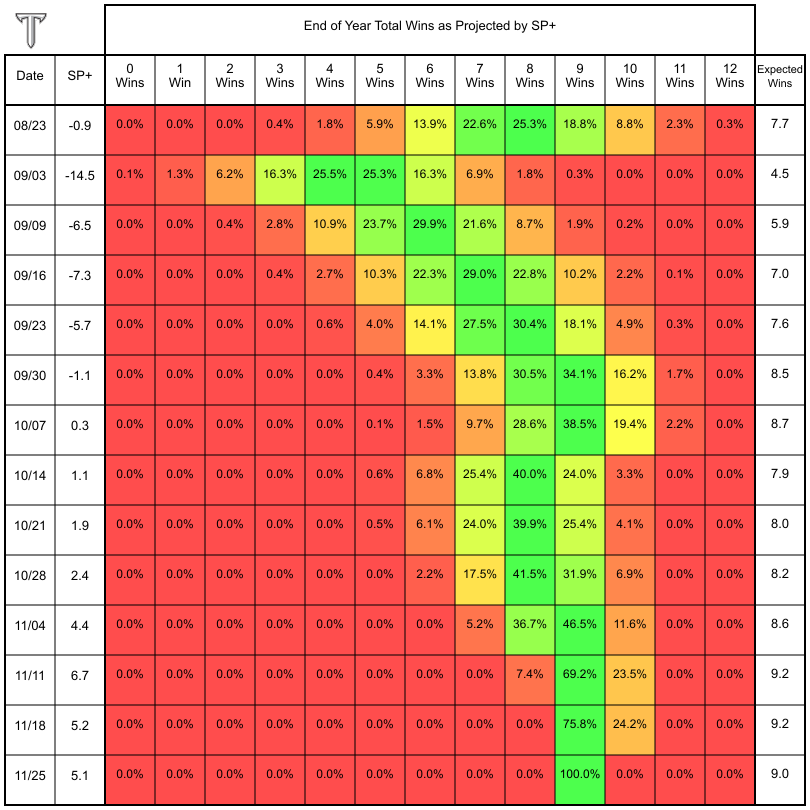 End of Year Total Wins as Projected by SP+
Date SP+ 0 Wins 1 Win 2 Wins 3 Wins 4 Wins 5 Wins 6 Wins 7 Wins 8 Wins 9 Wins 10 Wins 11 Wins 12 Wins Expected Wins
08/23 -0.9 0.0% 0.0% 0.0% 0.4% 1.8% 5.9% 13.9% 22.6% 25.3% 18.8% 8.8% 2.3% 0.3% 7.7
09/03 -14.5 0.1% 1.3% 6.2% 16.3% 25.5% 25.3% 16.3% 6.9% 1.8% 0.3% 0.0% 0.0% 0.0% 4.5
09/09 -6.5 0.0% 0.0% 0.4% 2.8% 10.9% 23.7% 29.9% 21.6% 8.7% 1.9% 0.2% 0.0% 0.0% 5.9
09/16 -7.3 0.0% 0.0% 0.0% 0.4% 2.7% 10.3% 22.3% 29.0% 22.8% 10.2% 2.2% 0.1% 0.0% 7.0
09/23 -5.7 0.0% 0.0% 0.0% 0.0% 0.6% 4.0% 14.1% 27.5% 30.4% 18.1% 4.9% 0.3% 0.0% 7.6
09/30 -1.1 0.0% 0.0% 0.0% 0.0% 0.0% 0.4% 3.3% 13.8% 30.5% 34.1% 16.2% 1.7% 0.0% 8.5
10/07 0.3 0.0% 0.0% 0.0% 0.0% 0.0% 0.1% 1.5% 9.7% 28.6% 38.5% 19.4% 2.2% 0.0% 8.7
10/14 1.1 0.0% 0.0% 0.0% 0.0% 0.0% 0.6% 6.8% 25.4% 40.0% 24.0% 3.3% 0.0% 0.0% 7.9
10/21 1.9 0.0% 0.0% 0.0% 0.0% 0.0% 0.5% 6.1% 24.0% 39.9% 25.4% 4.1% 0.0% 0.0% 8.0
10/28 2.4 0.0% 0.0% 0.0% 0.0% 0.0% 0.0% 2.2% 17.5% 41.5% 31.9% 6.9% 0.0% 0.0% 8.2
11/04 4.4 0.0% 0.0% 0.0% 0.0% 0.0% 0.0% 0.0% 5.2% 36.7% 46.5% 11.6% 0.0% 0.0% 8.6
11/11 6.7 0.0% 0.0% 0.0% 0.0% 0.0% 0.0% 0.0% 0.0% 7.4% 69.2% 23.5% 0.0% 0.0% 9.2
11/18 5.2 0.0% 0.0% 0.0% 0.0% 0.0% 0.0% 0.0% 0.0% 0.0% 75.8% 24.2% 0.0% 0.0% 9.2
11/25 5.1 0.0% 0.0% 0.0% 0.0% 0.0% 0.0% 0.0% 0.0% 0.0% 100.0% 0.0% 0.0% 0.0% 9.0